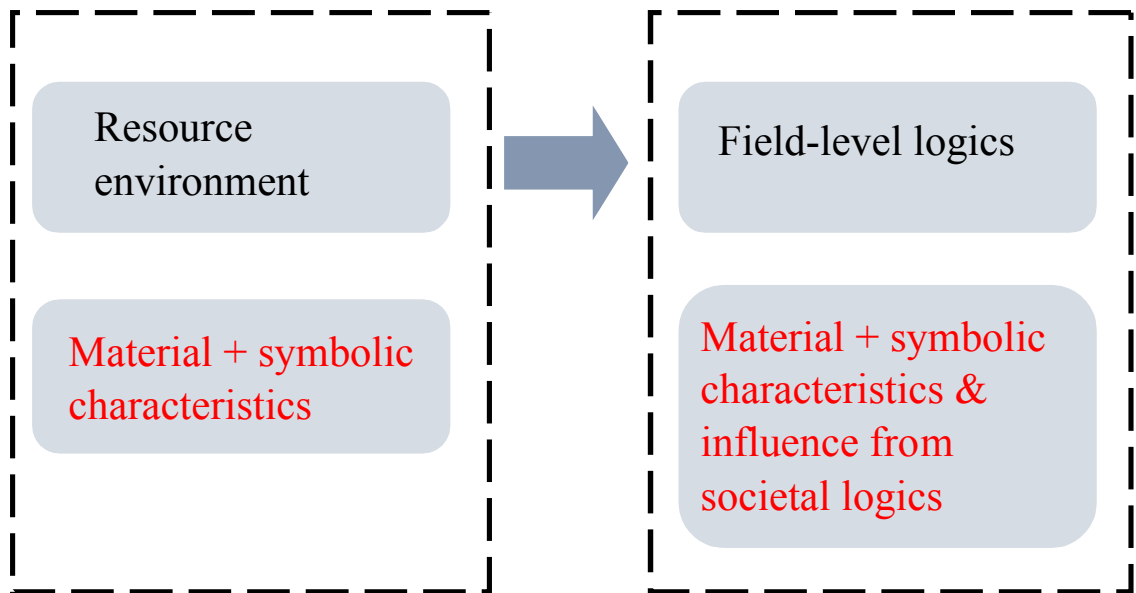 Resource
environment
Material + symbolic
characteristics
Field-level logics
Material + symbolic
characteristics &
influence from
societal logics